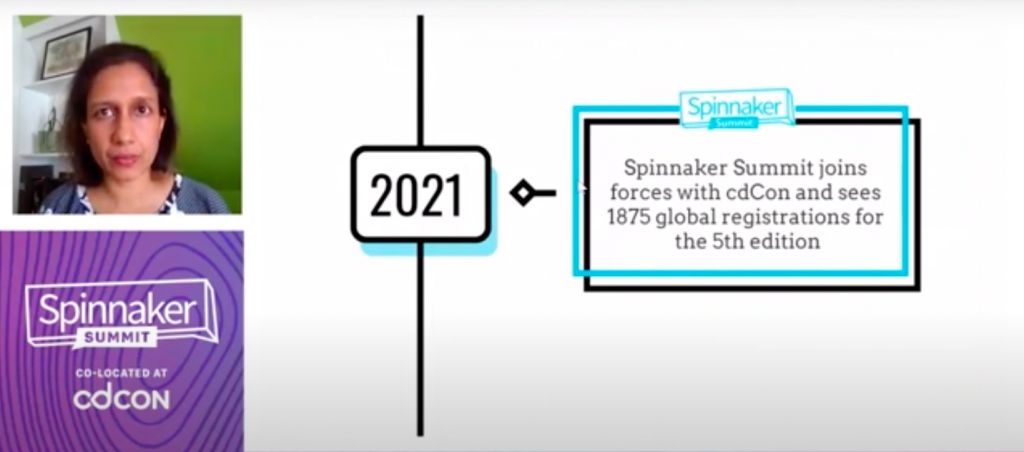 Spinnaker
SUMMIT
CO-LOCATED AT
cdcon
2021
Spinnaker
Summit
Spinnaker Summit joins
forces with cdCon and sees
1875 global registrations for
the 5th edition